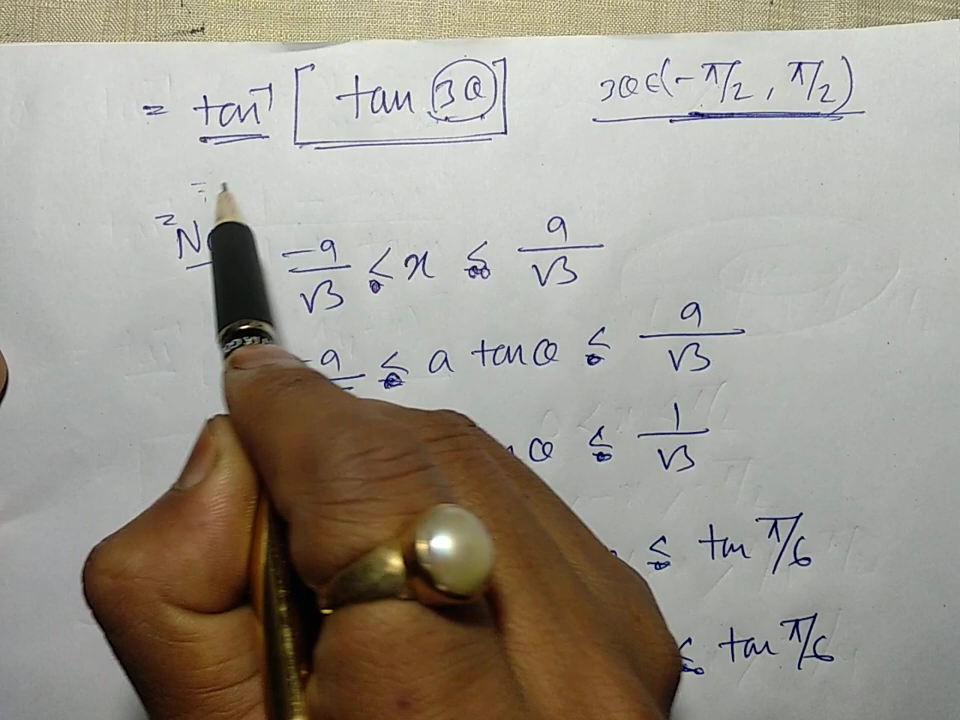 = tan⁻¹ [ tan 3θ ] 3θ ∈ (-π/2 , π/2)
=
-a/√3 ≤ x ≤ a/√3
-a ≤ a tanθ ≤ a/√3
θ ≤ 1/√3
≤ tan π/6
≤ tan π/6